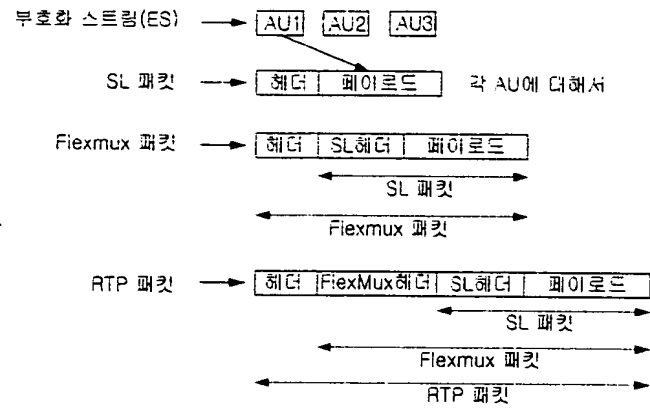 부호화 스트림(ES) AU1 AU2 AU3
SL 패킷 헤더 페이로드 각 AU에 대해서
Flexmux 패킷 헤더 SL헤더 페이로드
SL 패킷
Flexmux 패킷
RTP 패킷 헤더 FlexMux헤더 SL헤더 페이로드
SL 패킷
Flexmux 패킷
RTP 패킷